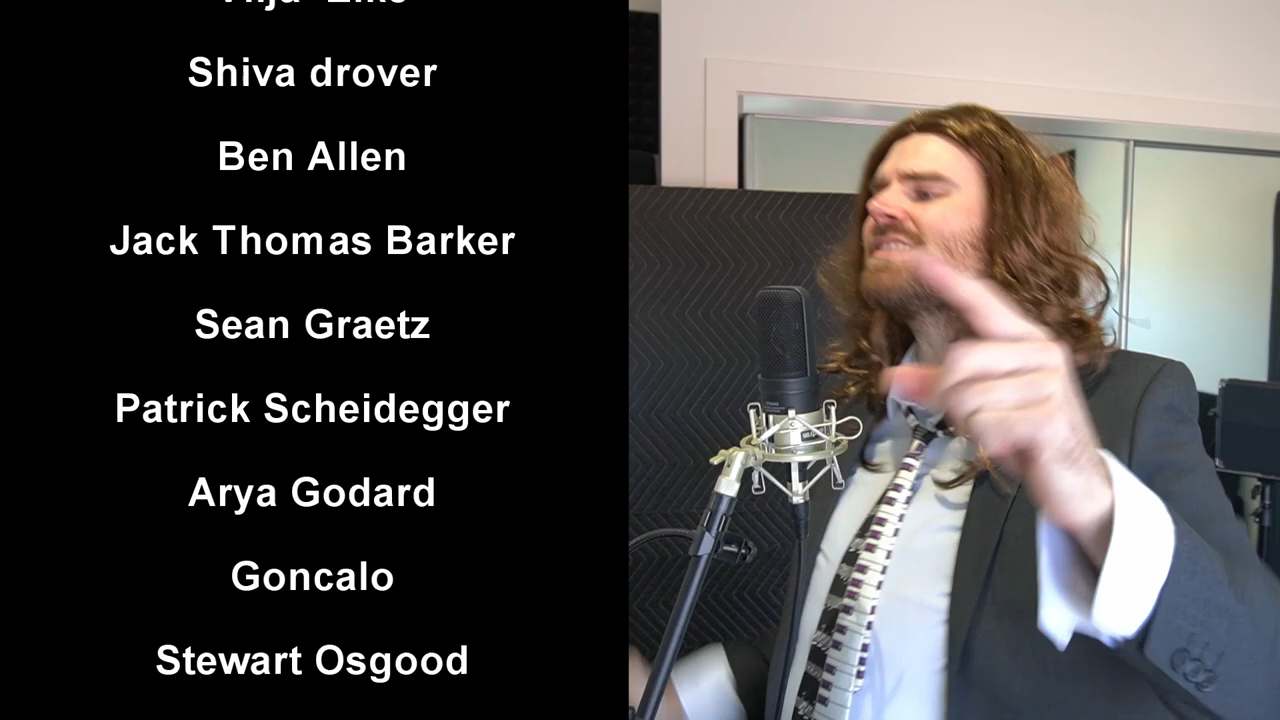 Shiva drover
Ben Allen
Jack Thomas Barker
Sean Graetz
Patrick Scheidegger
Arya Godard
Goncalo
Stewart Osgood